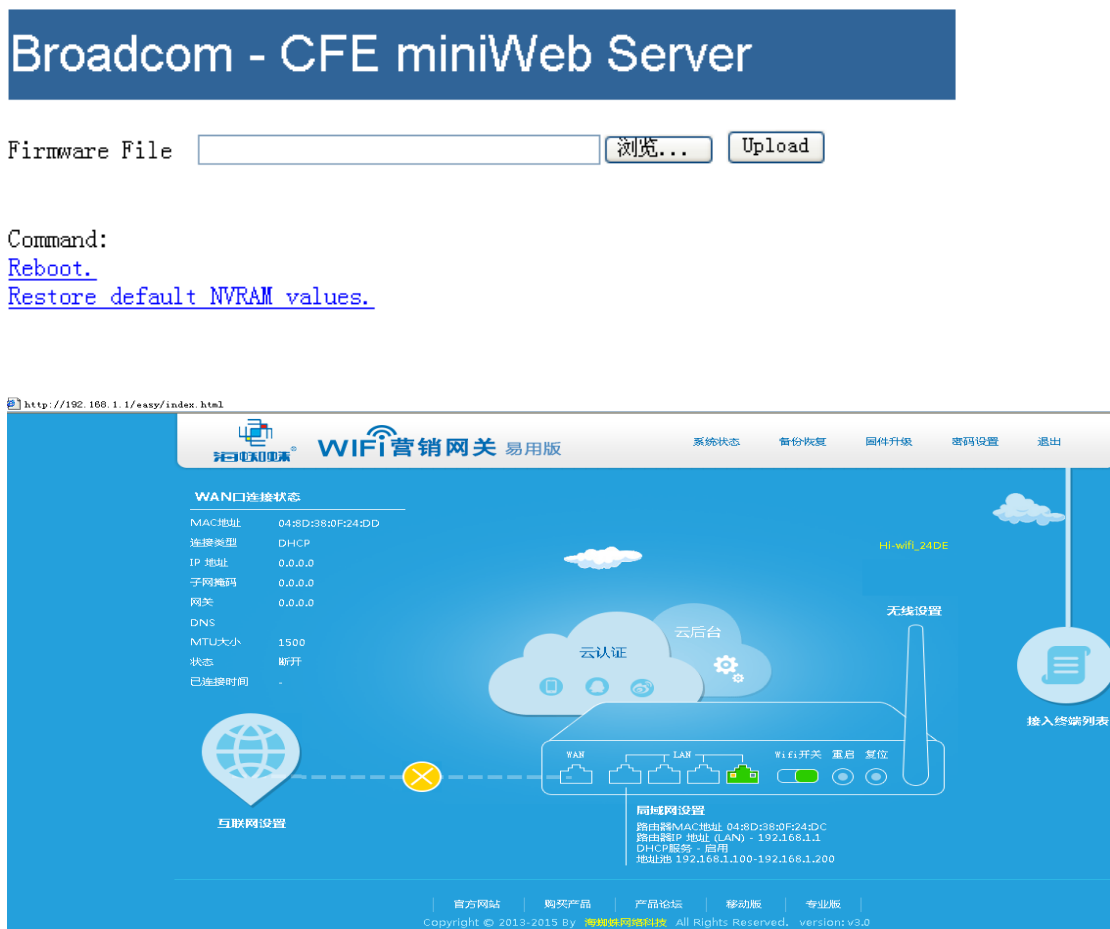 Broadcom - CFE miniWeb Server
Firmware File 浏览... Upload
Command:
Reboot.
Restore default NVRAM values.
http://192.168.1.1/easy/index.html
海蜘蛛® WiFi营销网关 易用版 系统状态 备份恢复 固件升级 密码设置 退出
WAN口连接状态
MAC地址 04:8D:38:0F:24:DD
连接类型 DHCP
IP 地址 0.0.0.0
子网掩码 0.0.0.0
网关 0.0.0.0
DNS
MTU大小 1500
状态 断开
已连接时间 -
Hi-wifi_24DE
无线设置
云后台
云认证
接入终端列表
WAN LAN Wifi开关 重启 复位
互联网设置
局域网设置
路由器MAC地址 04:8D:38:0F:24:DC
路由器IP 地址 (LAN) - 192.168.1.1
DHCP服务 - 启用
地址池 192.168.1.100-192.168.1.200
官方网站 购买产品 产品论坛 移动版 专业版
Copyright © 2013-2015 By 海蜘蛛网络科技 All Rights Reserved. version: v3.0